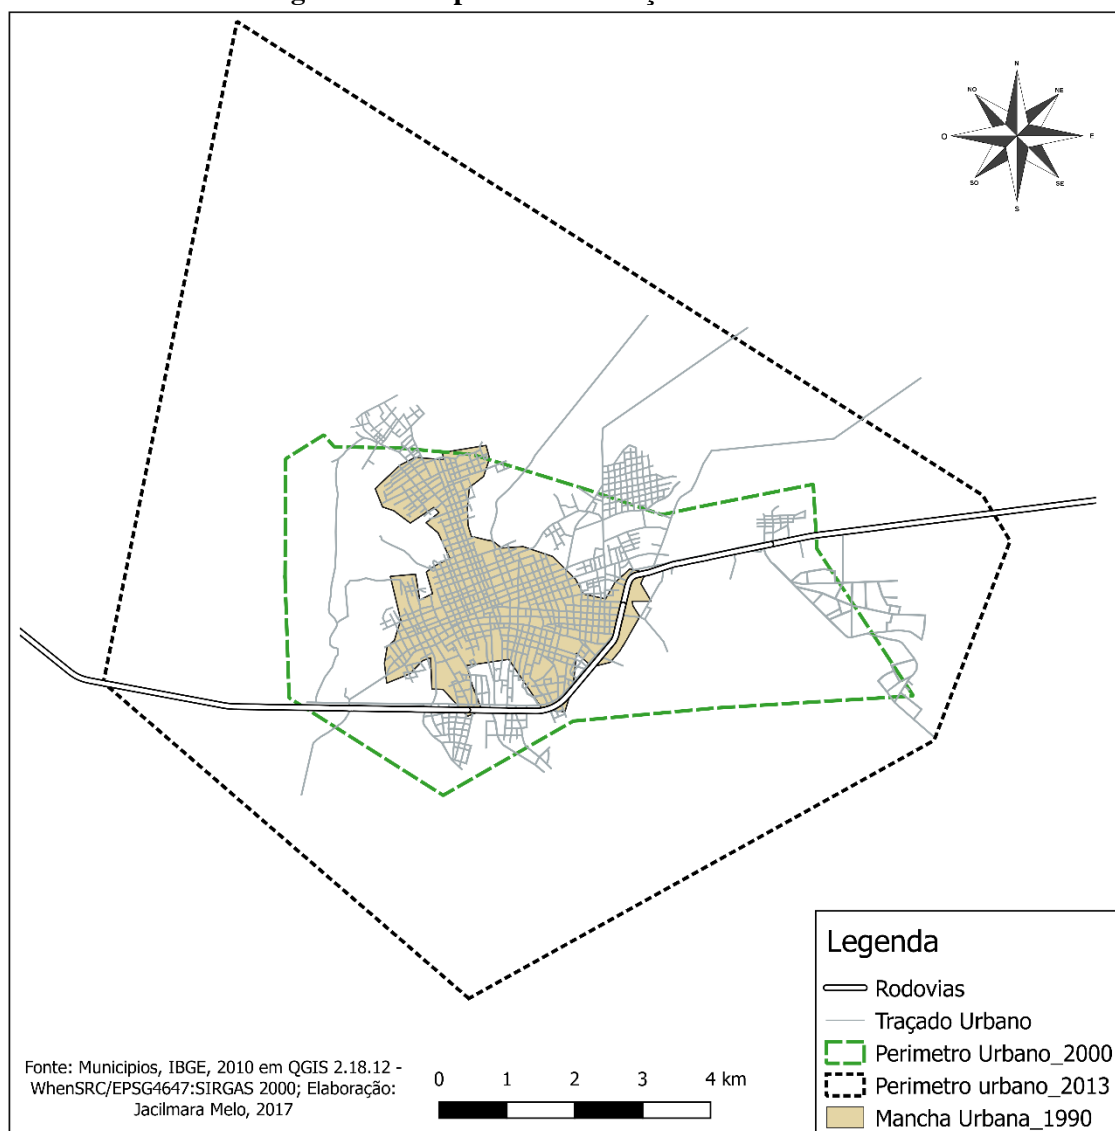 N
NO
NE
O
SO
SE
S
Legenda
Rodovias
Traçado Urbano
Perimetro Urbano_2000
Perimetro urbano_2013
Mancha Urbana_1990
Fonte: Municipios, IBGE, 2010 em QGIS 2.18.12 -
WhenSRC/EPSG4647:SIRGAS 2000; Elaboração:
Jacilmara Melo, 2017
0 1 2 3 4 km